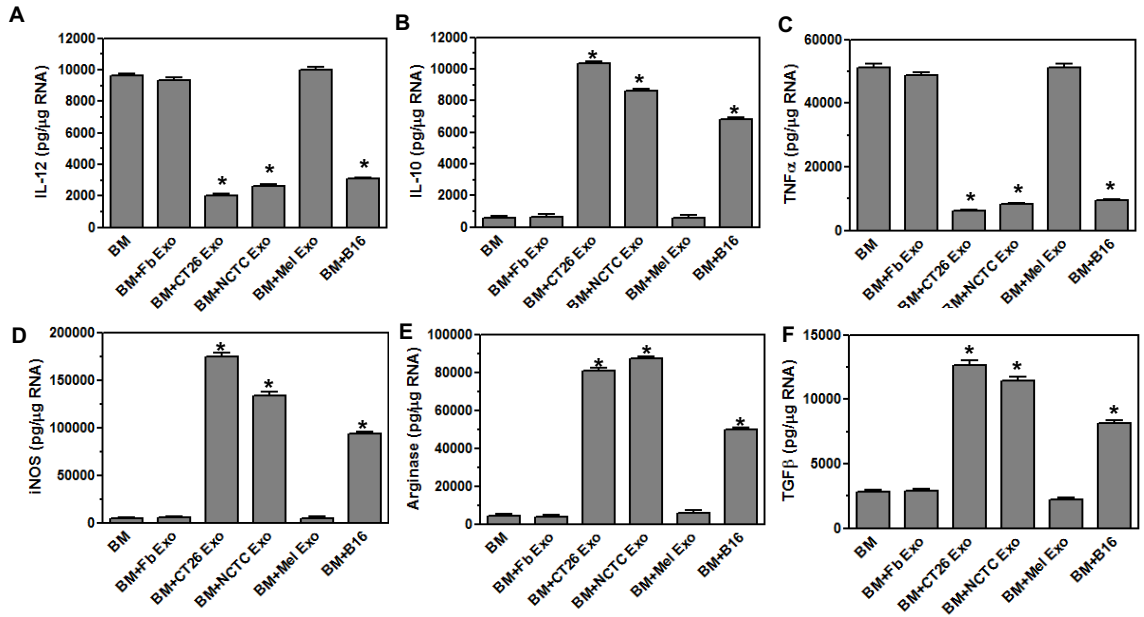 A
IL-12 (pg/μg RNA)
12000
10000
8000
6000
4000
2000
0
*
*
*
BM
BM+Fb Exo
BM+CT26 Exo
BM+NCTC Exo
BM+Mel Exo
BM+B16
B
IL-10 (pg/μg RNA)
12000
10000
8000
6000
4000
2000
0
*
*
*
BM
BM+Fb Exo
BM+CT26 Exo
BM+NCTC Exo
BM+Mel Exo
BM+B16
C
TNFα (pg/μg RNA)
60000
40000
20000
0
*
*
*
BM
BM+Fb Exo
BM+CT26 Exo
BM+NCTC Exo
BM+Mel Exo
BM+B16
D
iNOS (pg/μg RNA)
200000
150000
100000
50000
0
*
*
*
BM
BM+Fb Exo
BM+CT26 Exo
BM+NCTC Exo
BM+Mel Exo
BM+B16
E
Arginase (pg/μg RNA)
100000
80000
60000
40000
20000
0
*
*
*
BM
BM+Fb Exo
BM+CT26 Exo
BM+NCTC Exo
BM+Mel Exo
BM+B16
F
TGFβ (pg/μg RNA)
15000
10000
5000
0
*
*
*
BM
BM+Fb Exo
BM+CT26 Exo
BM+NCTC Exo
BM+Mel Exo
BM+B16